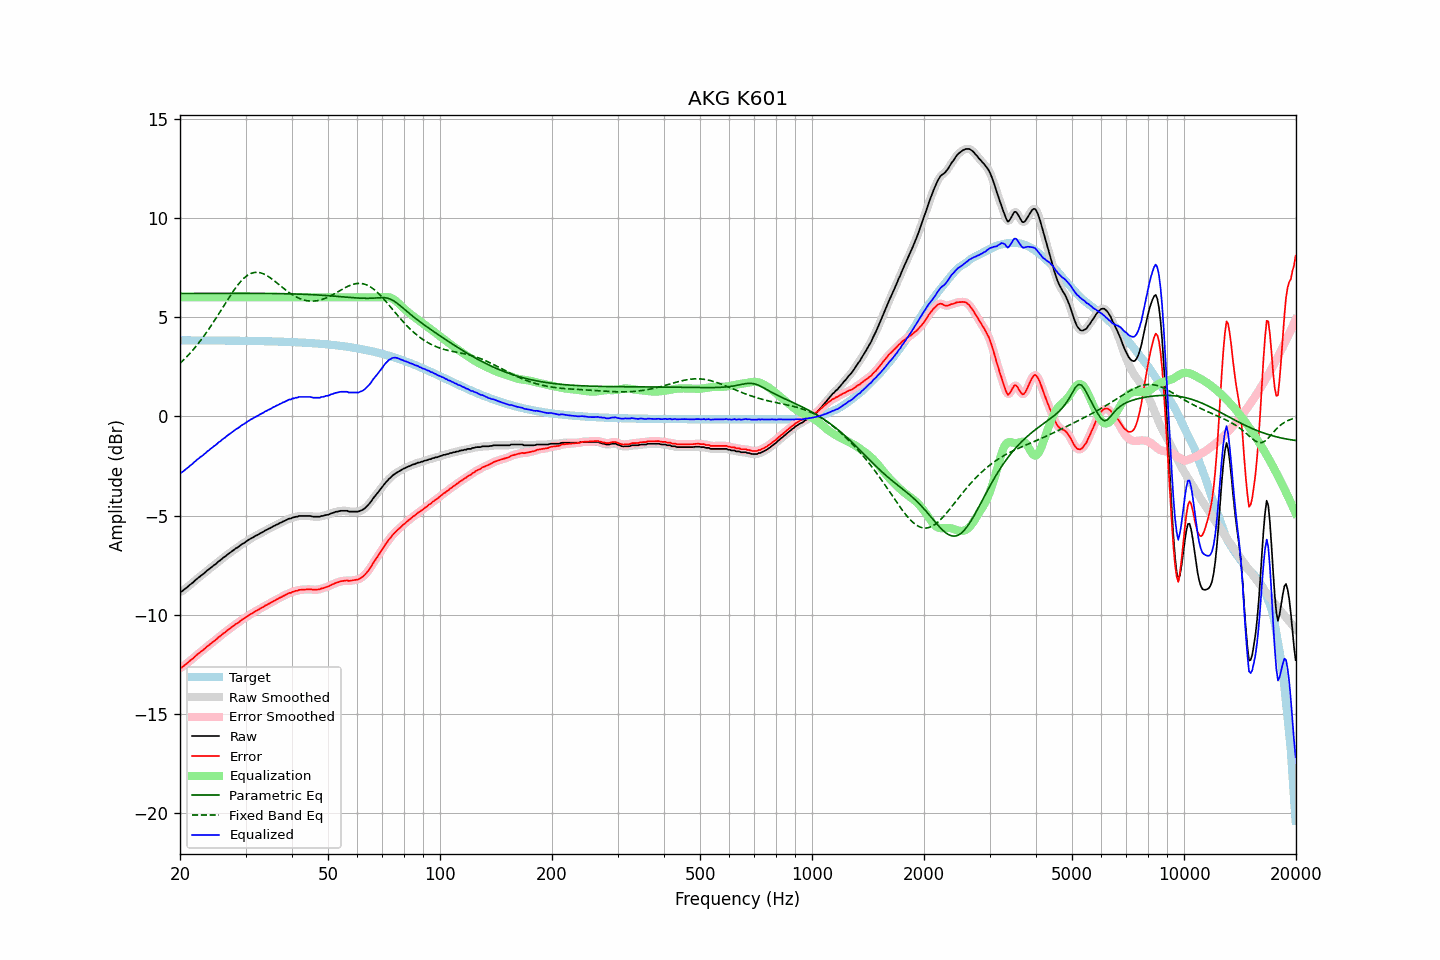 AKG K601
Amplitude (dBr)
15
10
5
0
−5
−10
−15
−20
Target
Raw Smoothed
Error Smoothed
Raw
Error
Equalization
Parametric Eq
Fixed Band Eq
Equalized
20 50 100 200 500 1000 2000 5000 10000 20000
Frequency (Hz)